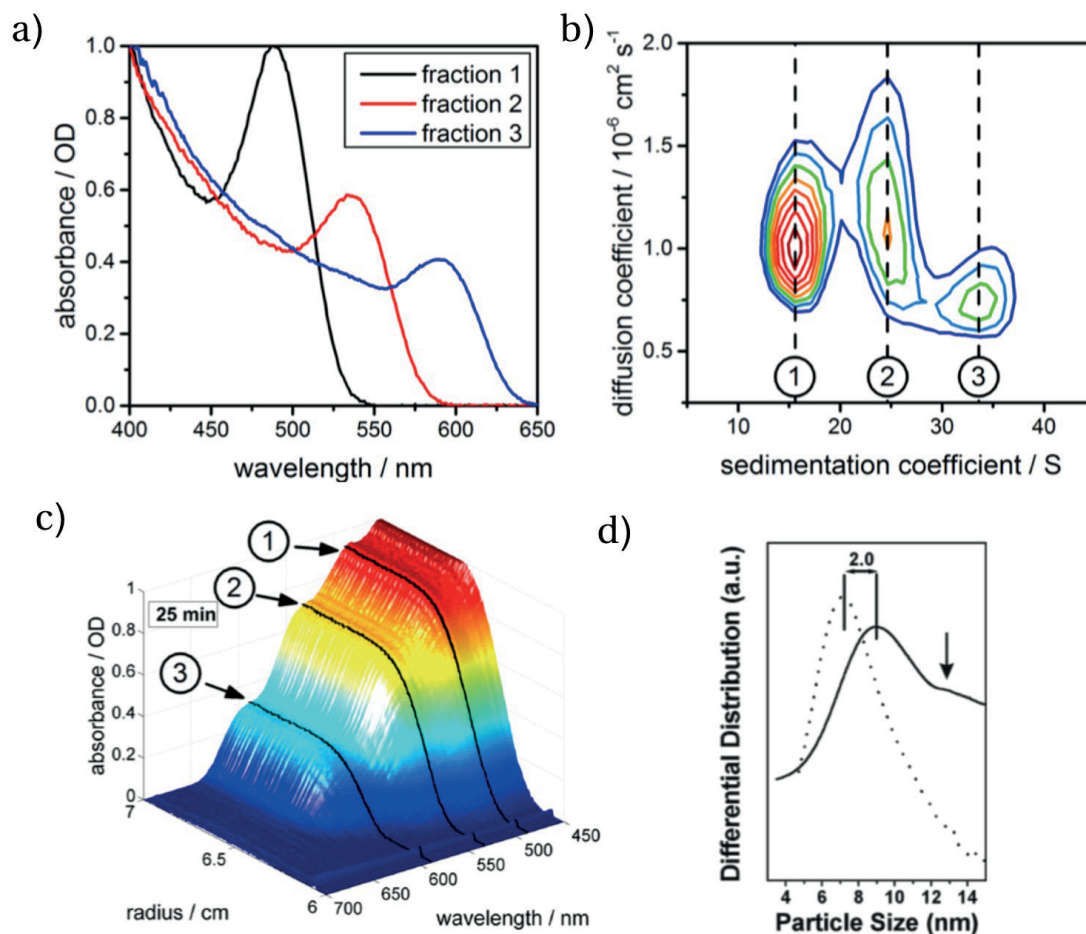 a)
1.0
0.8
0.6
0.4
0.2
0.0
400 450 500 550 600 650
absorbance / OD
wavelength / nm
fraction 1
fraction 2
fraction 3
b)
2.0
1.5
1.0
0.5
10 20 30 40
diffusion coefficient / 10⁻⁶ cm² s⁻¹
sedimentation coefficient / S
1 2 3
c)
1
2
3
25 min
1
0.8
0.6
0.4
0.2
0
absorbance / OD
7
6.5
6
radius / cm
700 650 600 550 500 450
wavelength / nm
d)
2.0
Differential Distribution (a.u.)
4 6 8 10 12 14
Particle Size (nm)